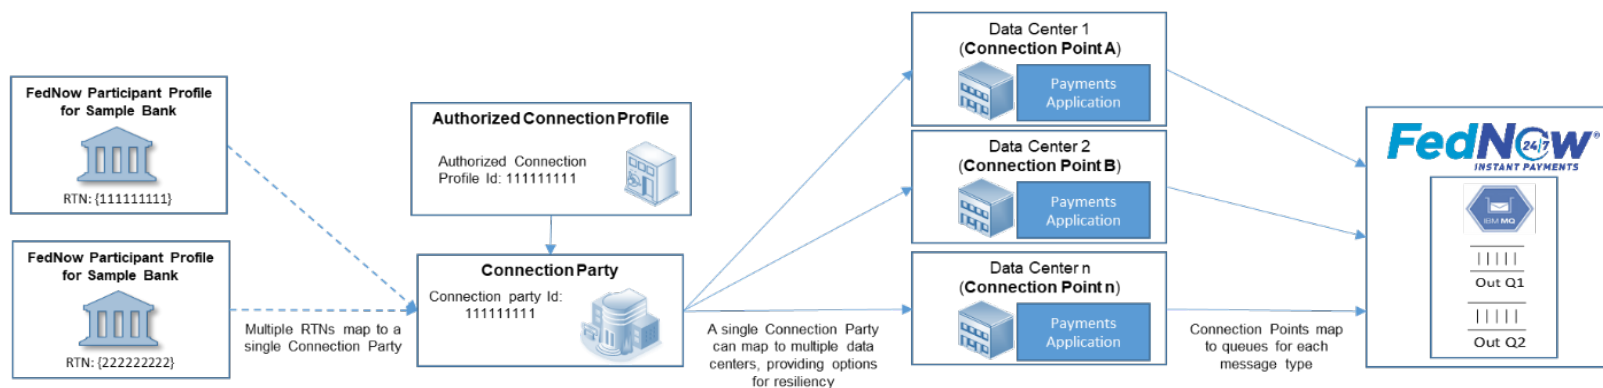 FedNow Participant Profile
for Sample Bank
RTN: {111111111}
FedNow Participant Profile
for Sample Bank
RTN: {222222222}
Multiple RTNs map to a
single Connection Party
Authorized Connection Profile
Authorized Connection
Profile Id: 111111111
Connection Party
Connection party Id:
111111111
A single Connection Party
can map to multiple data
centers, providing options
for resiliency
Data Center 1
(Connection Point A)
Payments
Application
Data Center 2
(Connection Point B)
Payments
Application
Data Center n
(Connection Point n)
Payments
Application
Connection Points map
to queues for each
message type
FedNow®
24/7
INSTANT PAYMENTS
IBM MQ
Out Q1
Out Q2